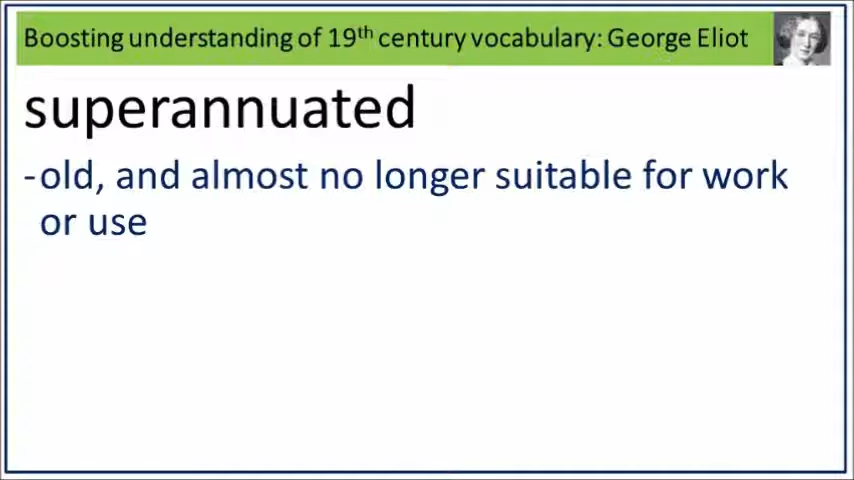 Boosting understanding of 19th century vocabulary: George Eliot
superannuated
-old, and almost no longer suitable for work
or use